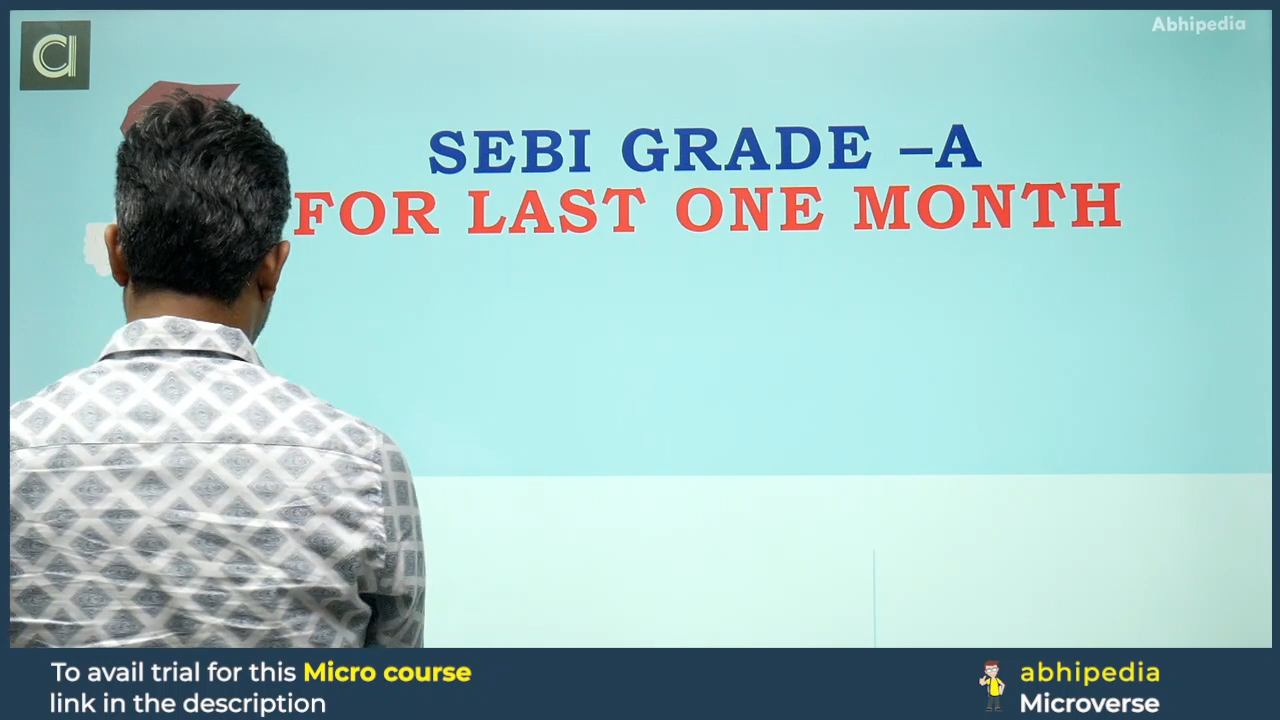 Abhipedia
SEBI GRADE –A
FOR LAST ONE MONTH
To avail trial for this Micro course
link in the description
abhipedia
Microverse